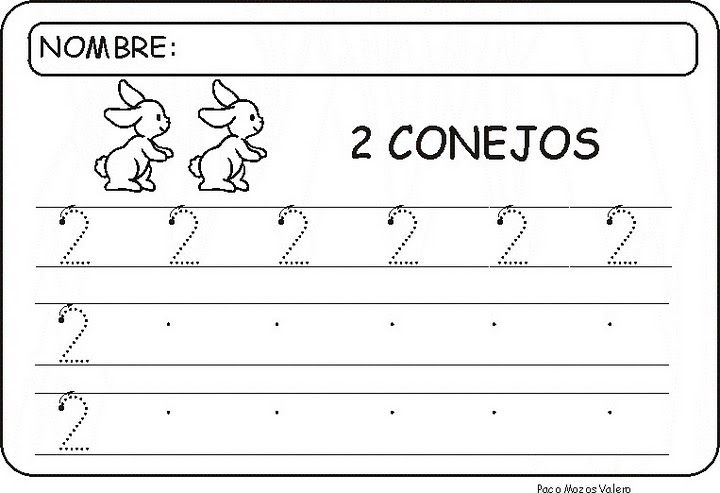 NOMBRE:
2 CONEJOS
2 2 2 2 2 2
2 . . . . .
2 . . . . .
Paco Mozos Valero